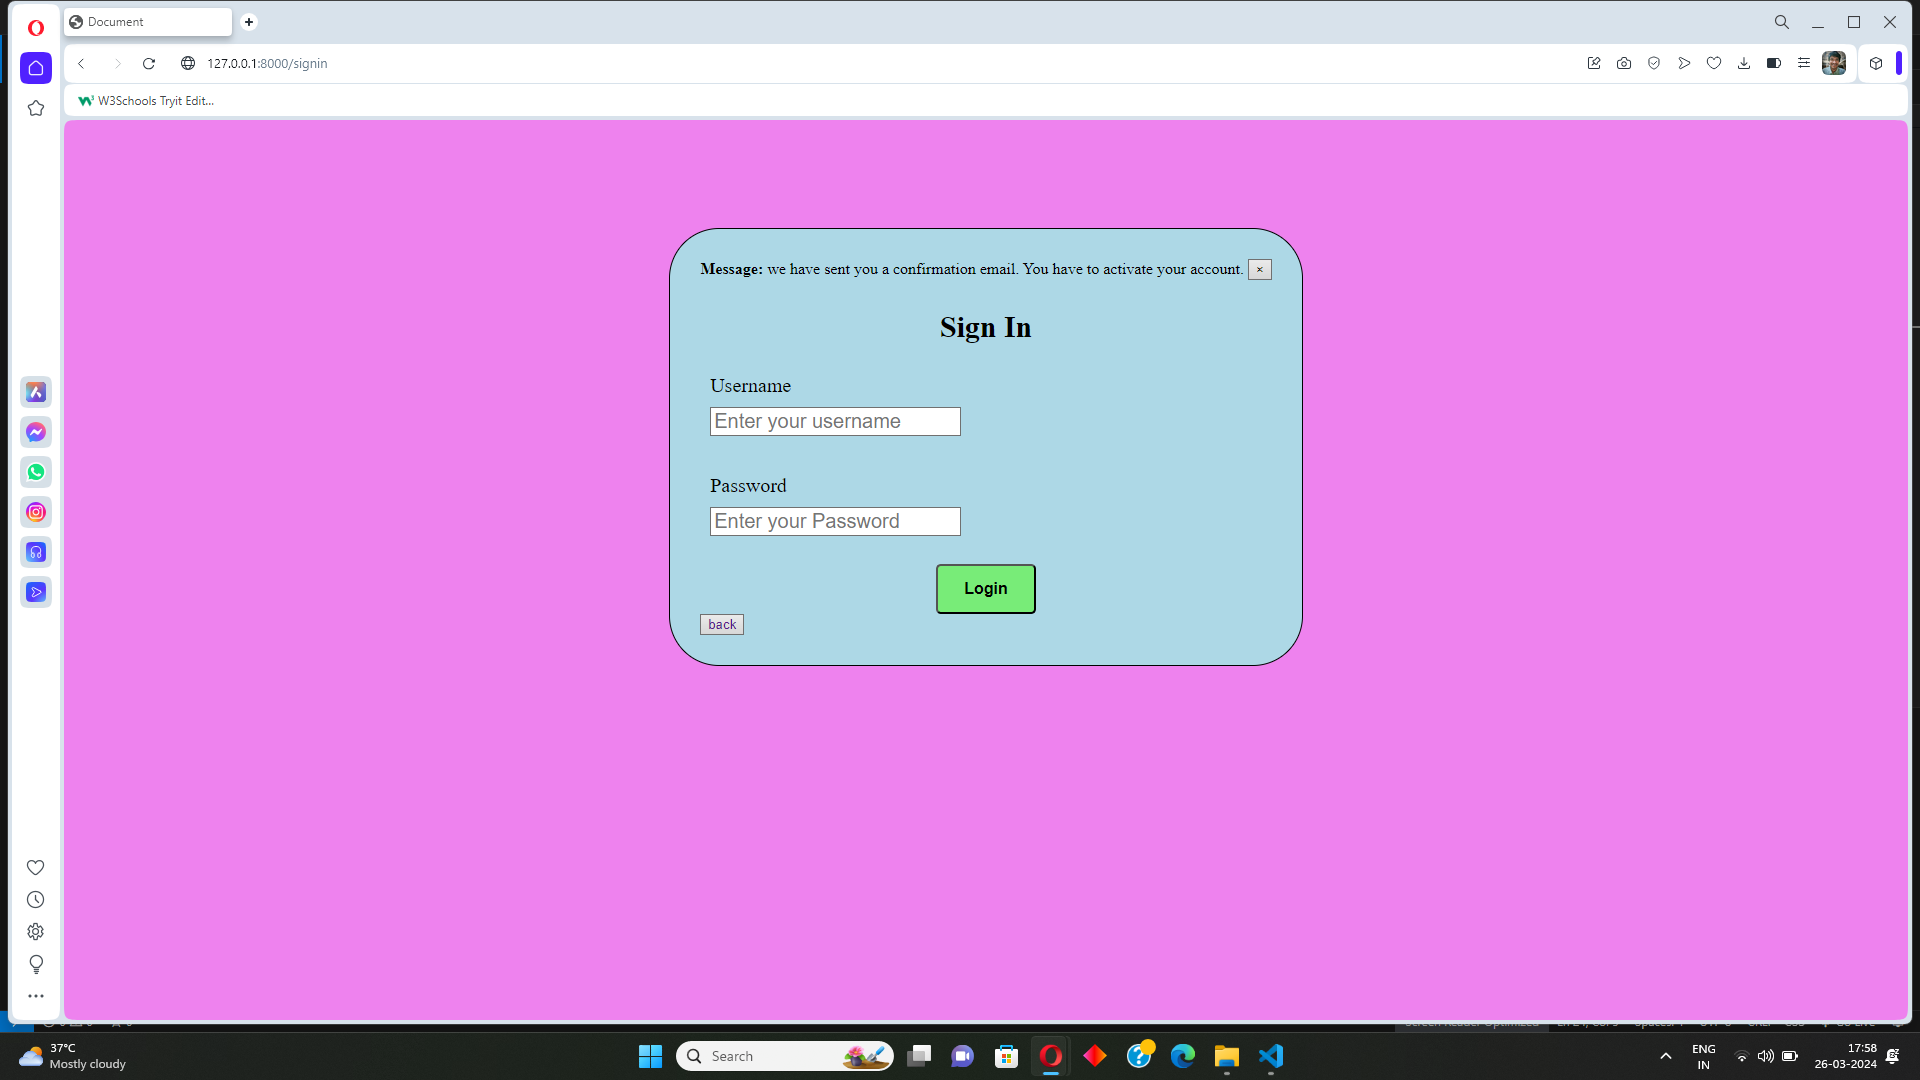 Document
127.0.0.1:8000/signin
W3Schools Tryit Edit...
Message: we have sent you a confirmation email. You have to activate your account. ×
Sign In
Username
Enter your username
Password
Enter your Password
Login
back
37°C
Mostly cloudy
Search
ENG
IN
17:58
26-03-2024